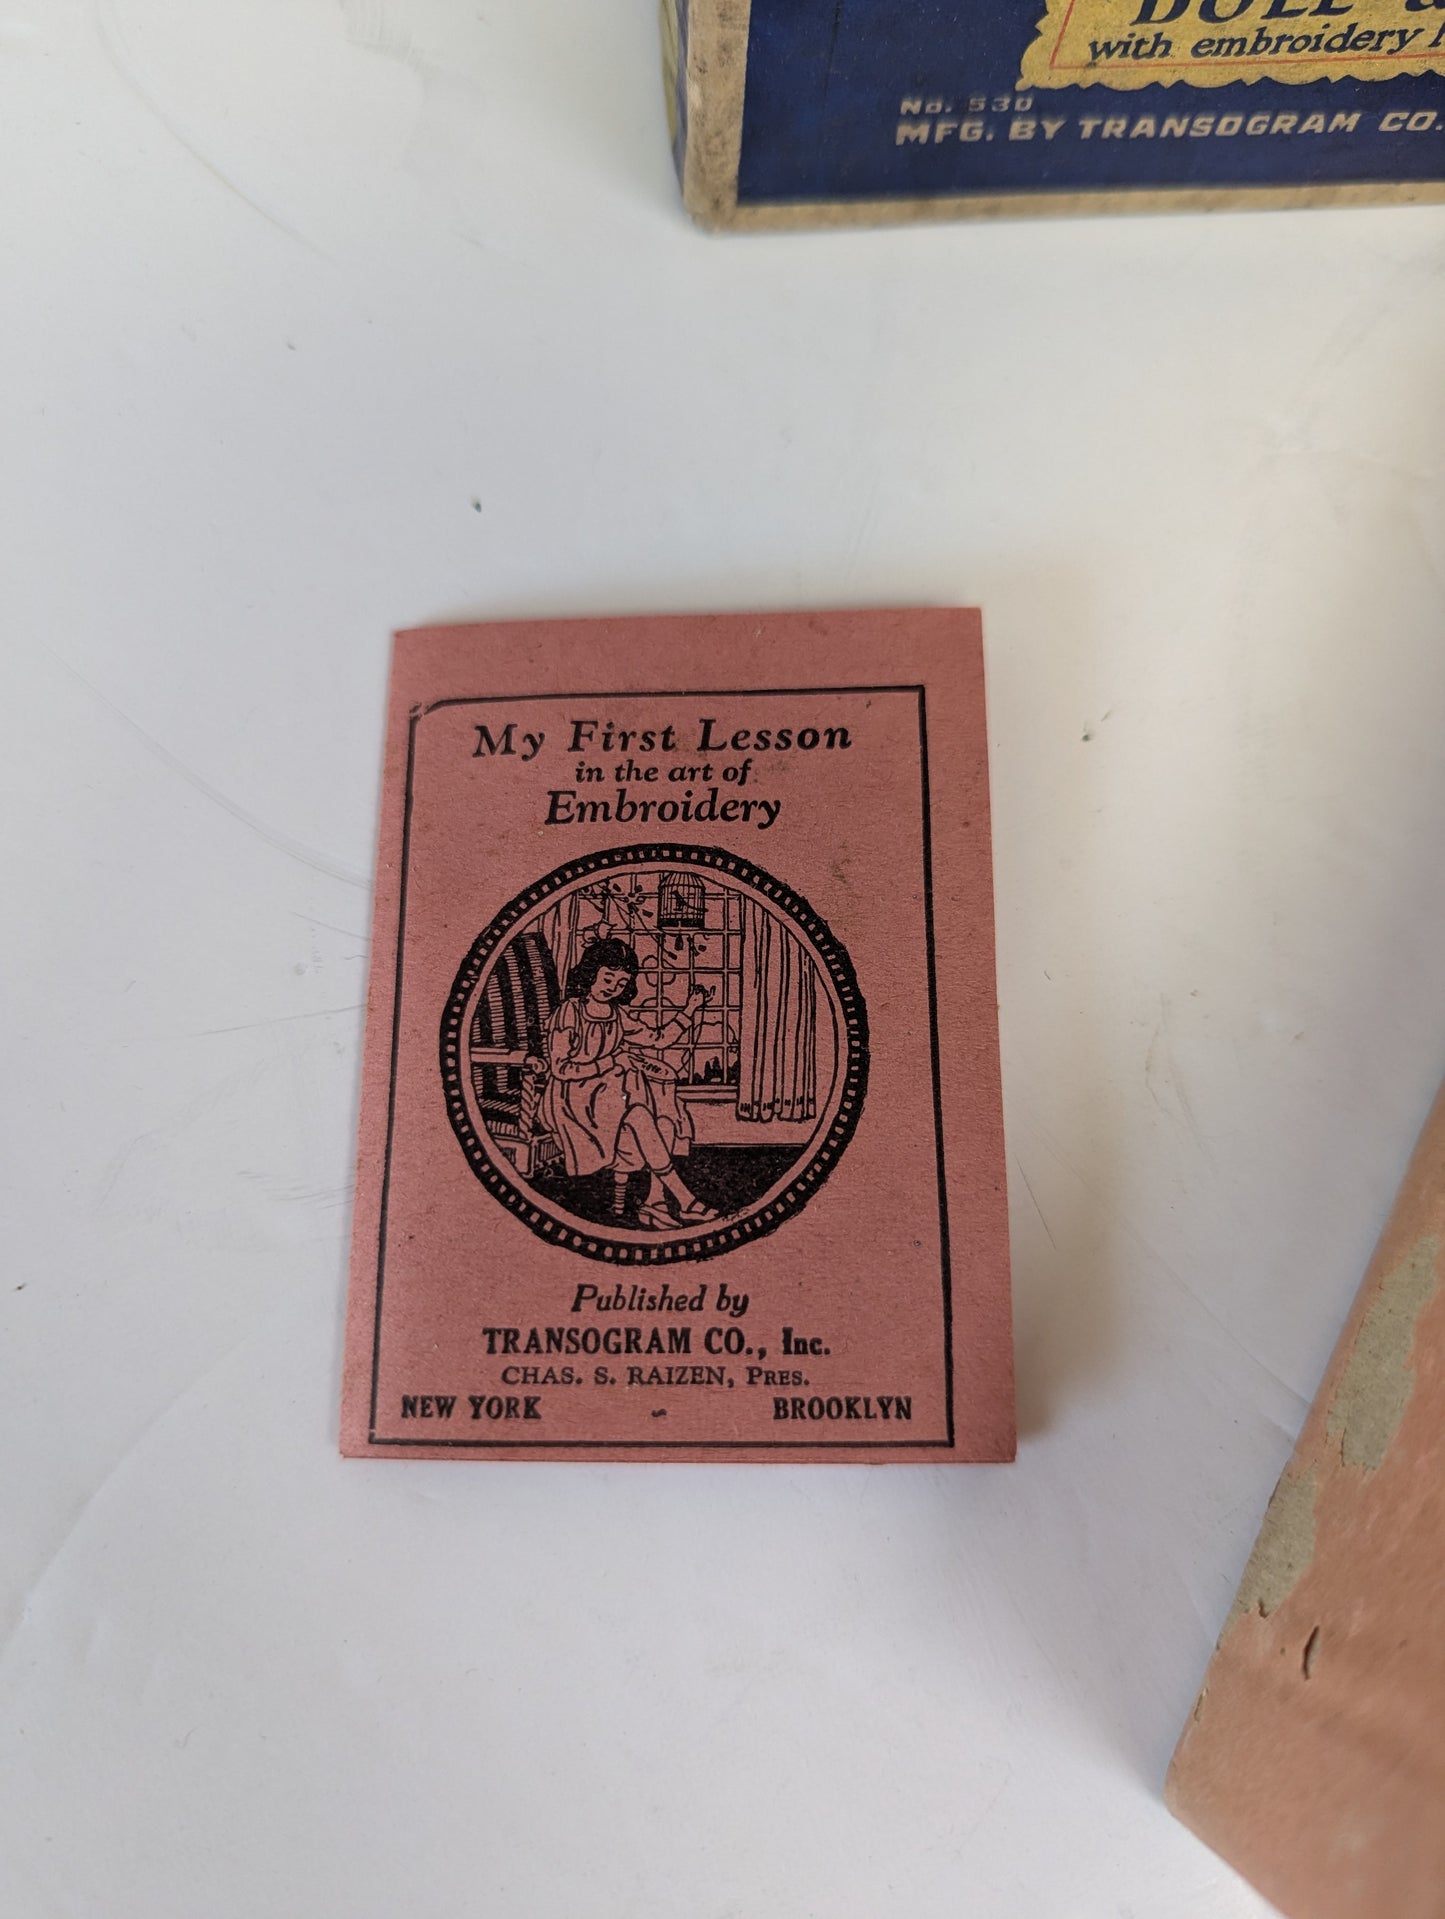 DOLL
with embroidery
No. 530
MFG. BY TRANSOGRAM CO.
My First Lesson
in the art of
Embroidery
Published by
TRANSOGRAM CO., Inc.
CHAS. S. RAIZEN, PRES.
NEW YORK - BROOKLYN